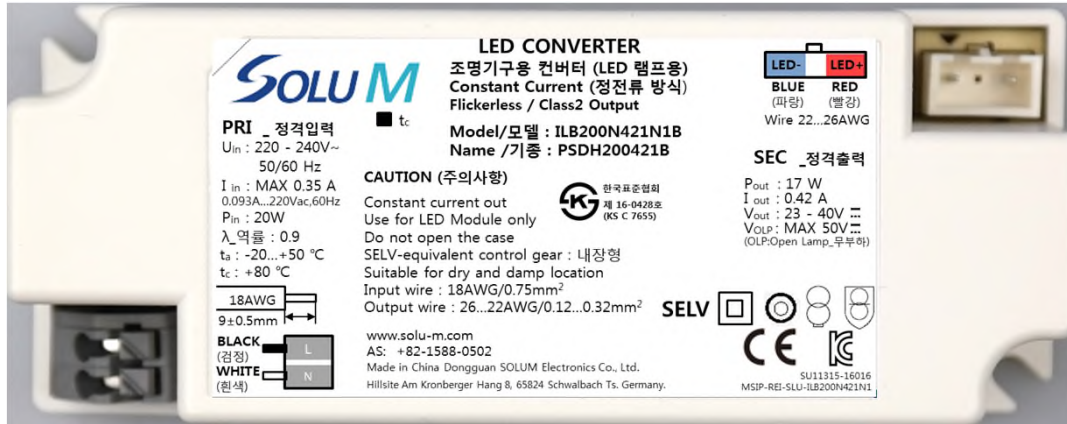 SOLU M
tc
PRI _ 정격입력
Uin : 220 - 240V~
50/60 Hz
I in : MAX 0.35 A
0.093A...220Vac,60Hz
Pin : 20W
λ_역률 : 0.9
ta : -20...+50 ℃
tc : +80 ℃
18AWG
9±0.5mm
BLACK
(검정)
L
WHITE
(흰색)
N
LED CONVERTER
조명기구용 컨버터 (LED 램프용)
Constant Current (정전류 방식)
Flickerless / Class2 Output
Model/모델 : ILB200N421N1B
Name /기종 : PSDH200421B
CAUTION (주의사항)
Constant current out
Use for LED Module only
Do not open the case
SELV-equivalent control gear : 내장형
Suitable for dry and damp location
Input wire : 18AWG/0.75mm²
Output wire : 26...22AWG/0.12...0.32mm²
한국표준협회
제 16-0428호
(KS C 7655)
www.solu-m.com
AS: +82-1588-0502
Made in China Dongguan SOLUM Electronics Co., Ltd.
Hillsite Am Kronberger Hang 8, 65824 Schwalbach Ts. Germany.
LED- LED+
BLUE RED
(파랑) (빨강)
Wire 22...26AWG
SEC _정격출력
Pout : 17 W
I out : 0.42 A
Vout : 23 - 40V
VOLP : MAX 50V
(OLP:Open Lamp_무부하)
SELV
CE
SU11315-16016
MSIP-REI-SLU-ILB200N421N1